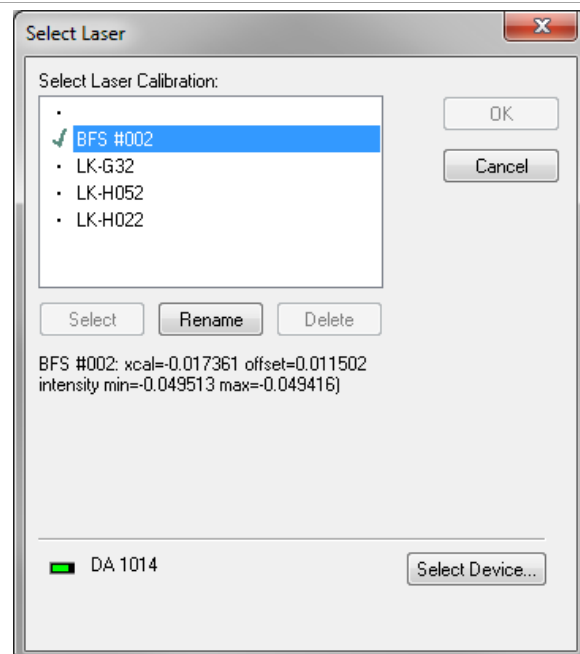 Select Laser
Select Laser Calibration:
BFS #002
LK-G32
LK-H052
LK-H022
OK
Cancel
Select
Rename
Delete
BFS #002: xcal=-0.017361 offset=0.011502
intensity min=-0.049513 max=-0.049416)
DA 1014
Select Device...